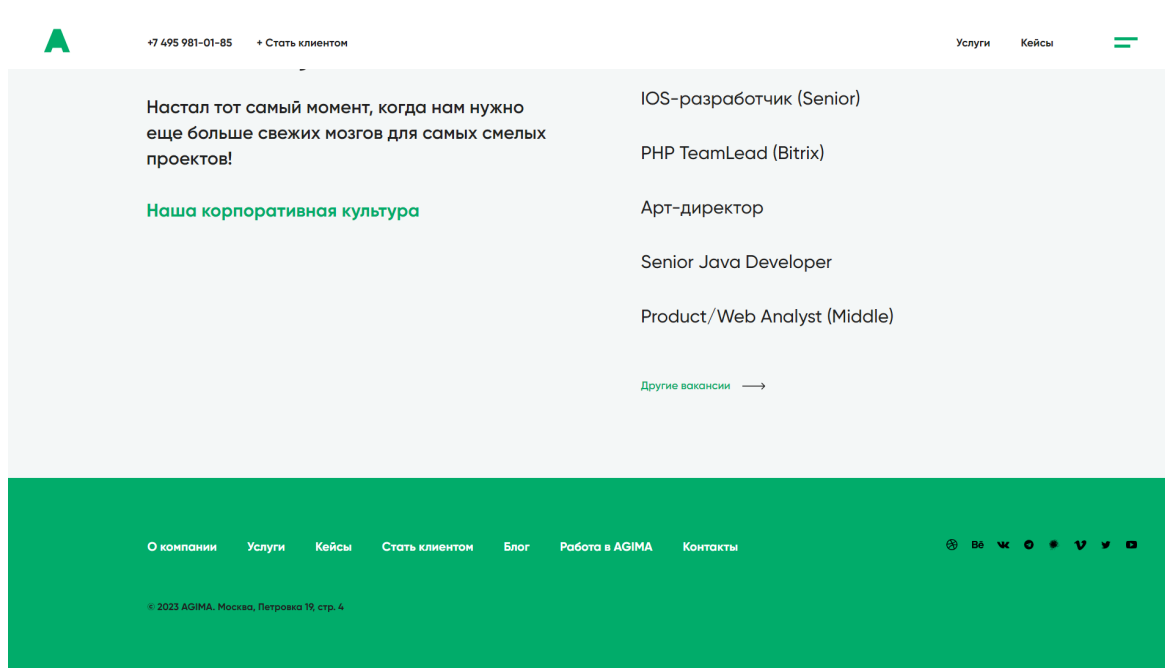 A
+7 495 981-01-85
+ Стать клиентом
Услуги
Кейсы
Настал тот самый момент, когда нам нужно
еще больше свежих мозгов для самых смелых
проектов!
Наша корпоративная культура
IOS-разработчик (Senior)
PHP TeamLead (Bitrix)
Арт-директор
Senior Java Developer
Product/Web Analyst (Middle)
Другие вакансии
О компании
Услуги
Кейсы
Стать клиентом
Блог
Работа в AGIMA
Контакты
© 2023 AGIMA. Москва, Петровка 19, стр. 4